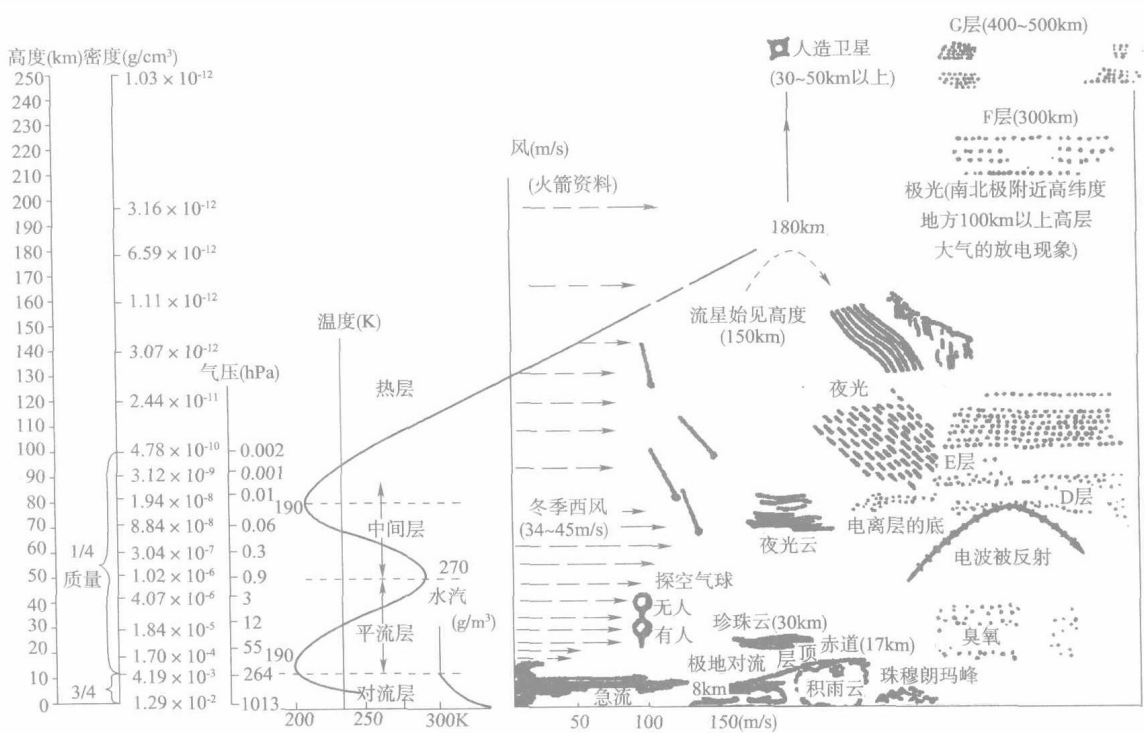 G层(400~500km)
高度(km)密度(g/cm³)
人造卫星
(30~50km以上)
250
240
230
220
210
200
190
180
170
160
150
140
130
120
110
100
90
80
70
60
50
40
30
20
10
0
1.03 × 10⁻¹²
3.16 × 10⁻¹²
6.59 × 10⁻¹²
1.11 × 10⁻¹²
3.07 × 10⁻¹²
2.44 × 10⁻¹¹
4.78 × 10⁻¹⁰
3.12 × 10⁻⁹
1.94 × 10⁻⁸
8.84 × 10⁻⁸
3.04 × 10⁻⁷
1.02 × 10⁻⁶
4.07 × 10⁻⁶
1.84 × 10⁻⁵
1.70 × 10⁻⁴
4.19 × 10⁻³
1.29 × 10⁻²
1/4
质量
3/4
气压(hPa)
0.002
0.001
0.01
0.06
0.3
0.9
3
12
55
264
1013
温度(K)
热层
190
中间层
270
平流层
190
对流层
200
250
300K
水汽
(g/m³)
风(m/s)
(火箭资料)
冬季西风
(34~45m/s)
探空气球
无人
有人
急流
50
100
150(m/s)
F层(300km)
极光(南北极附近高纬度
地方100km以上高层
大气的放电现象)
180km
流星始见高度
(150km)
夜光
E层
D层
夜光云
电离层的底
电波被反射
珍珠云(30km)
臭氧
赤道(17km)
极地对流层顶
8km
积雨云
珠穆朗玛峰